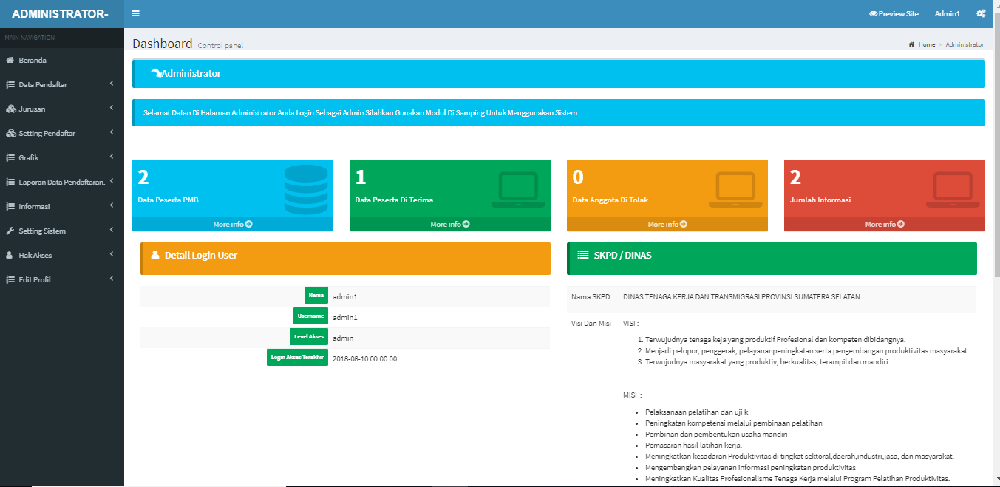 ADMINISTRATOR-
Preview Site
Admin1
MAIN NAVIGATION
Beranda
Data Pendaftar
Jurusan
Setting Pendaftar
Grafik
Laporan Data Pendaftaran.
Informasi
Setting Sistem
Hak Akses
Edit Profil
Dashboard Control panel
Home > Administrator
Administrator
Selamat Datan Di Halaman Administrator Anda Login Sebagai Admin Silahkan Gunakan Modul Di Samping Untuk Menggunakan Sistem
2
Data Peserta PMB
More info
1
Data Peserta Di Terima
More info
0
Data Anggota Di Tolak
More info
2
Jumlah Informasi
More info
Detail Login User
Nama admin1
Username admin1
Level Akses admin
Login Akses Terakhir 2018-08-10 00:00:00
SKPD / DINAS
Nama SKPD DINAS TENAGA KERJA DAN TRANSMIGRASI PROVINSI SUMATERA SELATAN
Visi Dan Misi VISI :
1. Terwujudnya tenaga keja yang produktif Profesional dan kompeten dibidangnya.
2. Menjadi pelopor, penggerak, pelayananpeningkatan serta pengembangan produktivitas masyarakat.
3. Terwujudnya masyarakat yang produktiv, berkualitas, terampil dan mandiri
MISI :
• Pelaksanaan pelatihan dan uji k
• Peningkatan kompetensi melalui pembinaan pelatihan
• Pembinan dan pembentukan usaha mandiri
• Pemasaran hasil latihan kerja.
• Meningkatkan kesadaran Produktivitas di tingkat sektoral,daerah,industri,jasa, dan masyarakat.
• Mengembangkan pelayanan informasi peningkatan produktivitas
• Meningkatkan Kualitas Profesionalisme Tenaga Kerja melalui Program Pelatihan Produktivitas.